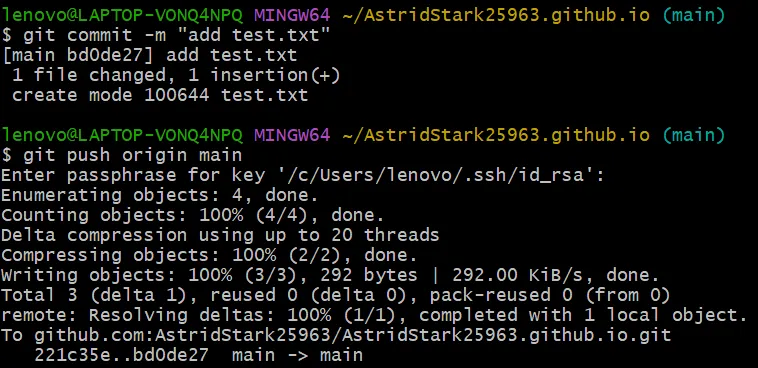 lenovo@LAPTOP-VONQ4NPQ MINGW64 ~/AstridStark25963.github.io (main)
$ git commit -m "add test.txt"
[main bd0de27] add test.txt
 1 file changed, 1 insertion(+)
 create mode 100644 test.txt

lenovo@LAPTOP-VONQ4NPQ MINGW64 ~/AstridStark25963.github.io (main)
$ git push origin main
Enter passphrase for key '/c/Users/lenovo/.ssh/id_rsa':
Enumerating objects: 4, done.
Counting objects: 100% (4/4), done.
Delta compression using up to 20 threads
Compressing objects: 100% (2/2), done.
Writing objects: 100% (3/3), 292 bytes | 292.00 KiB/s, done.
Total 3 (delta 1), reused 0 (delta 0), pack-reused 0 (from 0)
remote: Resolving deltas: 100% (1/1), completed with 1 local object.
To github.com:AstridStark25963/AstridStark25963.github.io.git
   221c35e..bd0de27  main -> main